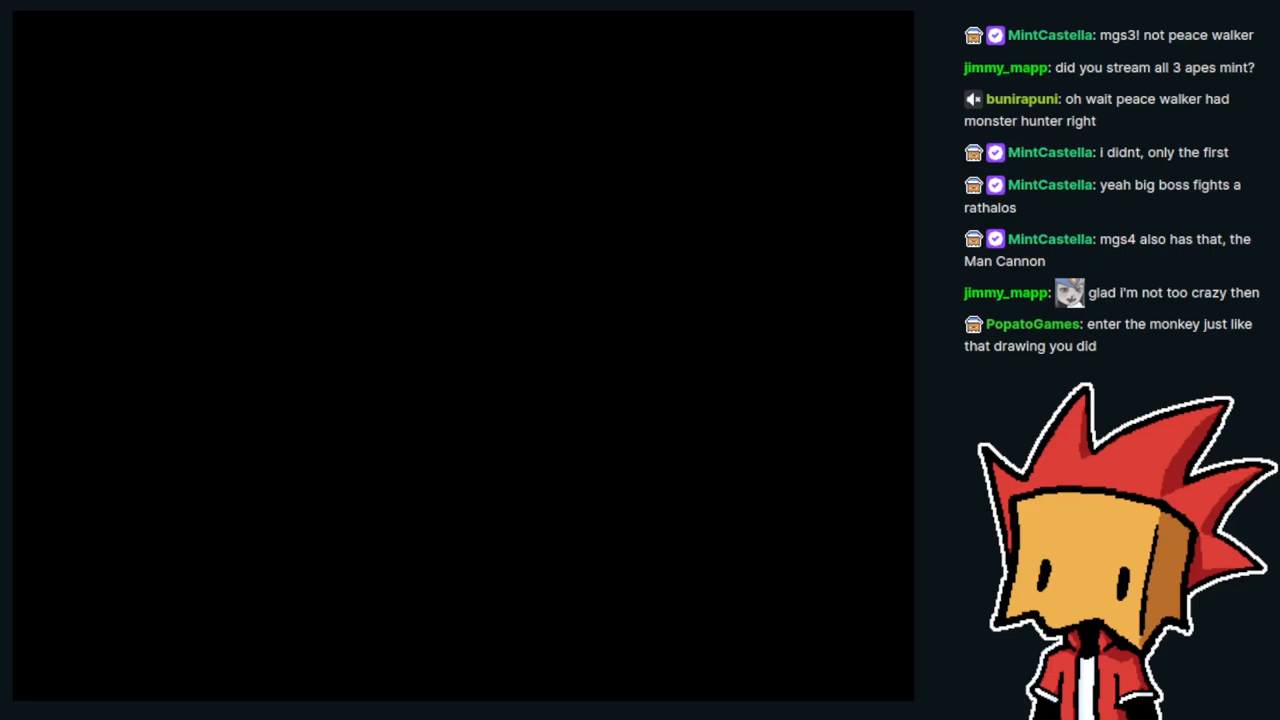 MintCastella: mgs3! not peace walker
jimmy_mapp: did you stream all 3 apes mint?
bunirapuni: oh wait peace walker had
monster hunter right
MintCastella: i didnt, only the first
MintCastella: yeah big boss fights a
rathalos
MintCastella: mgs4 also has that, the
Man Cannon
jimmy_mapp: glad i'm not too crazy then
PopatoGames: enter the monkey just like
that drawing you did